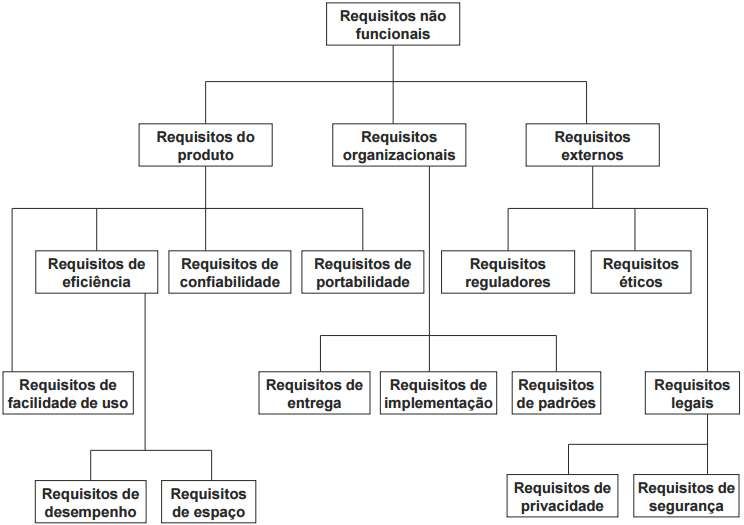 Requisitos não
funcionais
Requisitos do
produto
Requisitos
organizacionais
Requisitos
externos
Requisitos de
eficiência
Requisitos de
confiabilidade
Requisitos de
portabilidade
Requisitos
reguladores
Requisitos
éticos
Requisitos de
facilidade de uso
Requisitos de
entrega
Requisitos de
implementação
Requisitos
de padrões
Requisitos
legais
Requisitos de
desempenho
Requisitos
de espaço
Requisitos de
privacidade
Requisitos de
segurança